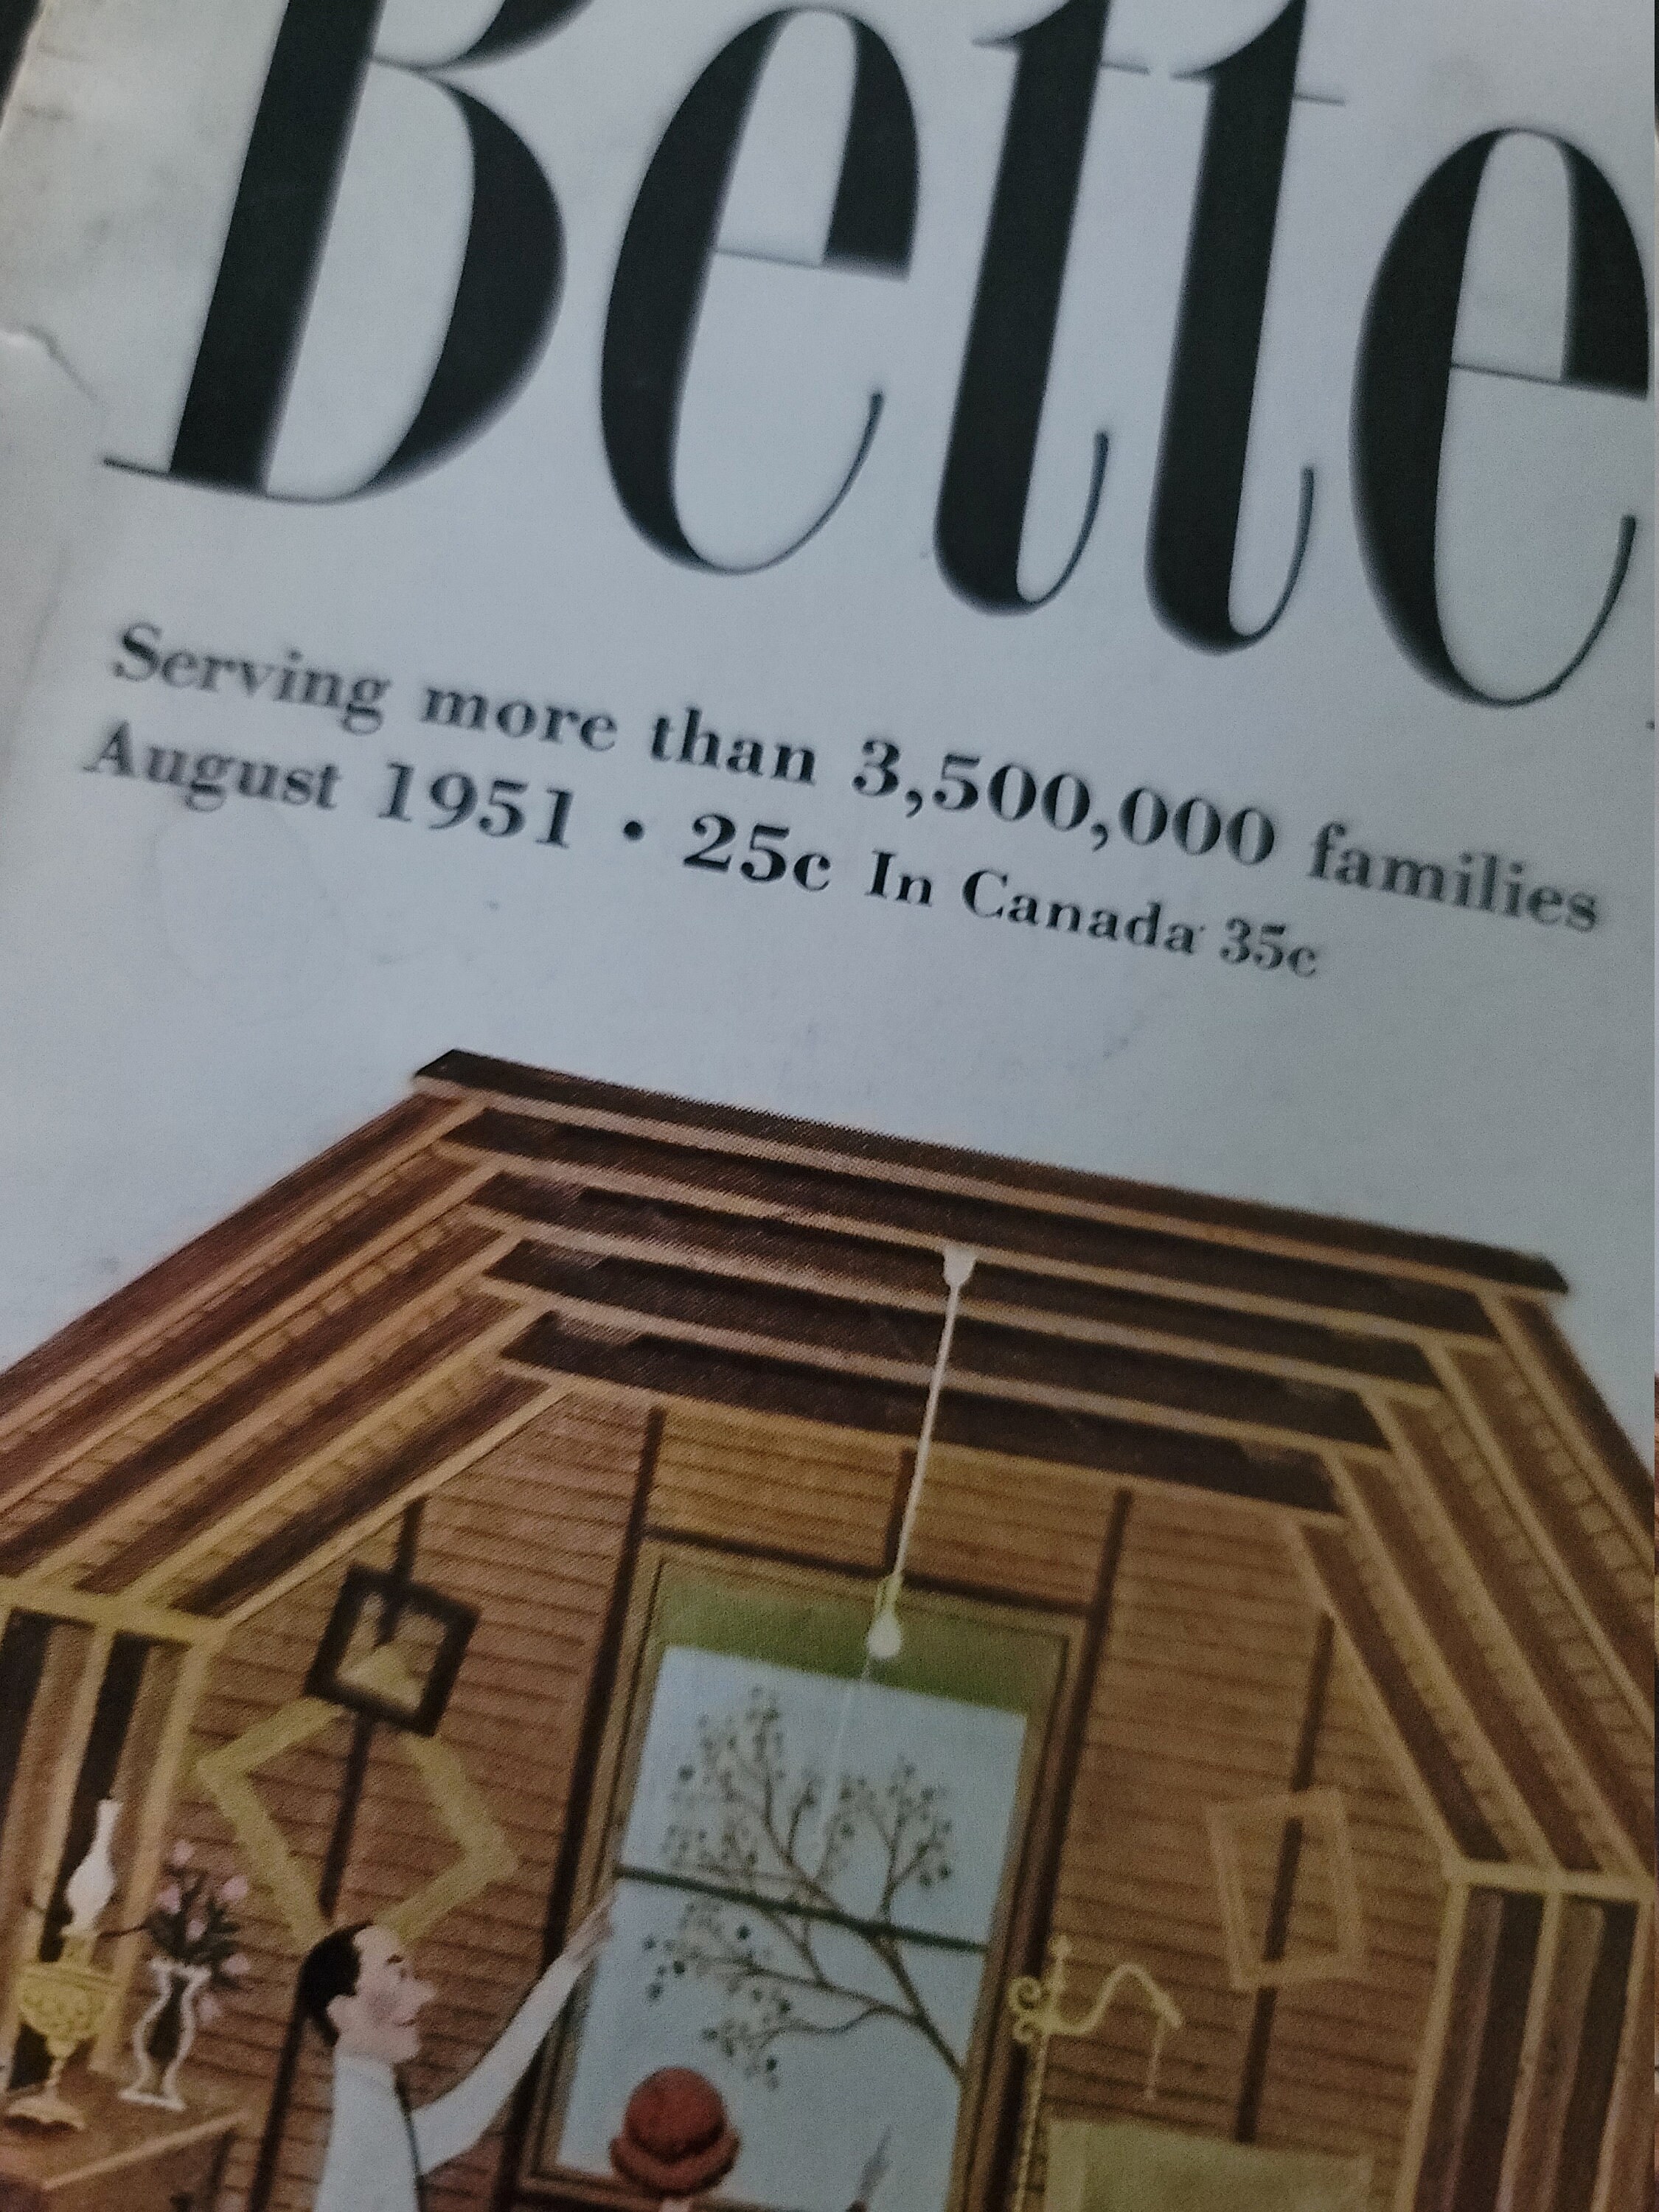 Bette
Serving more than 3,500,000 families
August 1951 • 25c In Canada 35c